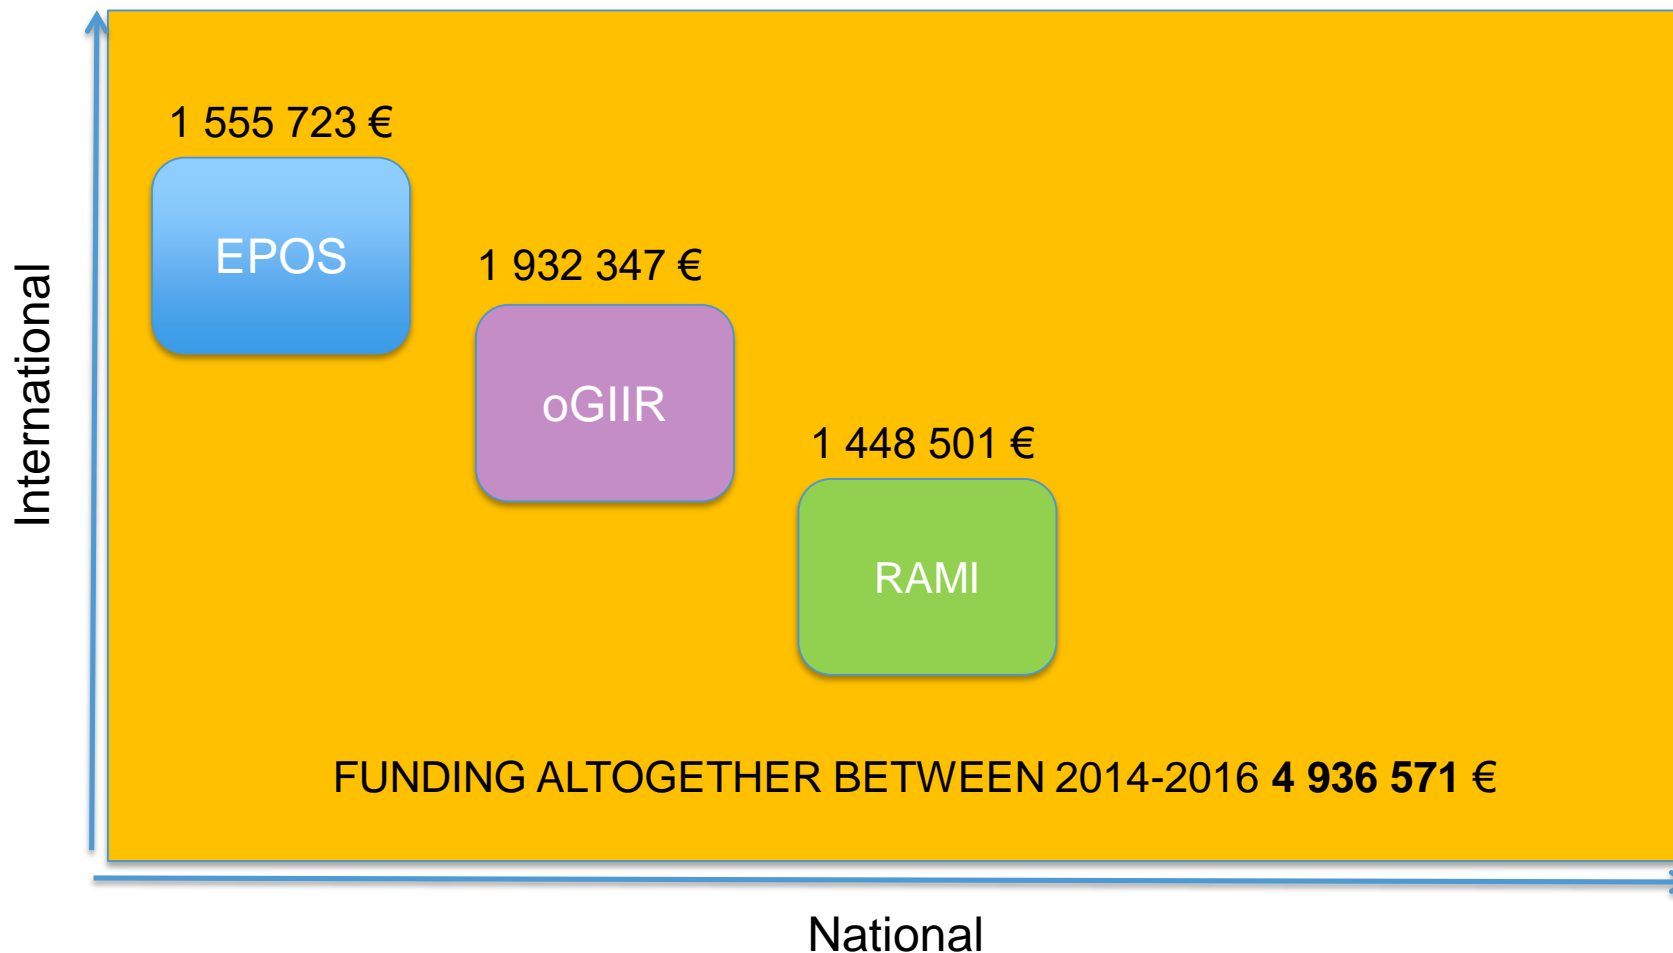 1 555 723 €
EPOS
1 932 347 €
oGIIR
1 448 501 €
RAMI
International
FUNDING ALTOGETHER BETWEEN 2014-2016 4 936 571 €
National